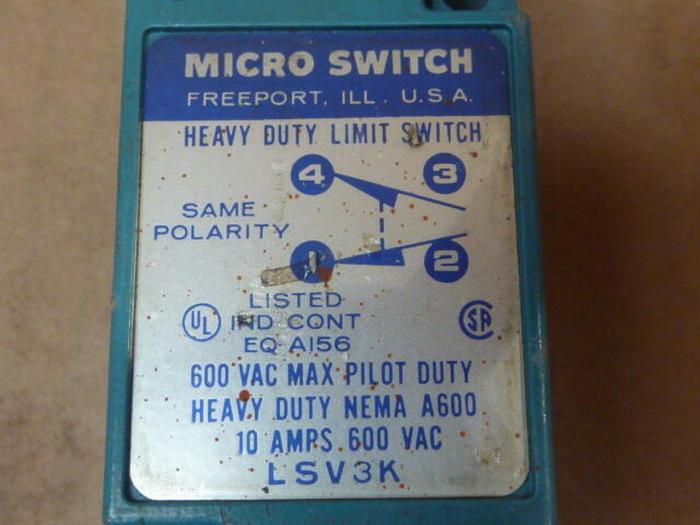 MICRO SWITCH
FREEPORT, ILL. U.S.A.
HEAVY DUTY LIMIT SWITCH
4 3
SAME
POLARITY
1 2
LISTED
UL IND CONT SA
EQ A156
600 VAC MAX PILOT DUTY
HEAVY DUTY NEMA A600
10 AMPS 600 VAC
LSV3K